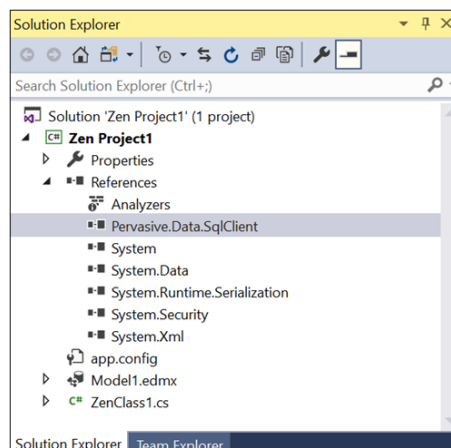 Solution Explorer
Search Solution Explorer (Ctrl+;)
Solution 'Zen Project1' (1 project)
C# Zen Project1
Properties
References
Analyzers
Pervasive.Data.SqlClient
System
System.Data
System.Runtime.Serialization
System.Security
System.Xml
app.config
Model1.edmx
C# ZenClass1.cs
Solution Explorer Team Explorer